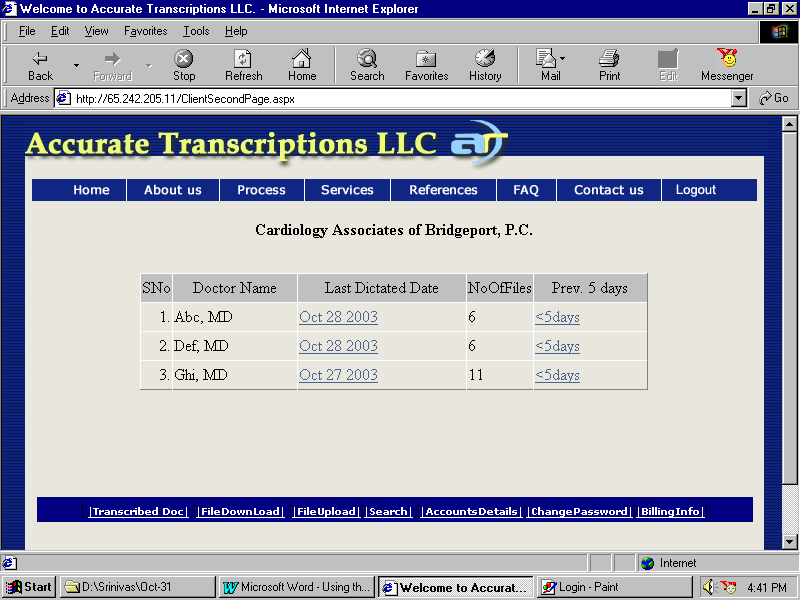 Welcome to Accurate Transcriptions LLC. - Microsoft Internet Explorer
File Edit View Favorites Tools Help
Back Forward Stop Refresh Home Search Favorites History Mail Print Edit Messenger
Address http://65.242.205.11/ClientSecondPage.aspx Go
Accurate Transcriptions LLC aT
Home About us Process Services References FAQ Contact us Logout
Cardiology Associates of Bridgeport, P.C.
SNo Doctor Name Last Dictated Date NoOfFiles Prev. 5 days
1. Abc, MD Oct 28 2003 6 <5days
2. Def, MD Oct 28 2003 6 <5days
3. Ghi, MD Oct 27 2003 11 <5days
|Transcribed Doc| |FileDownLoad| |FileUpload| |Search| |AccountsDetails| |ChangePassword| |BillingInfo|
Internet
Start D:\Srinivas\Oct-31 Microsoft Word - Using th... Welcome to Accurat... Login - Paint 4:41 PM